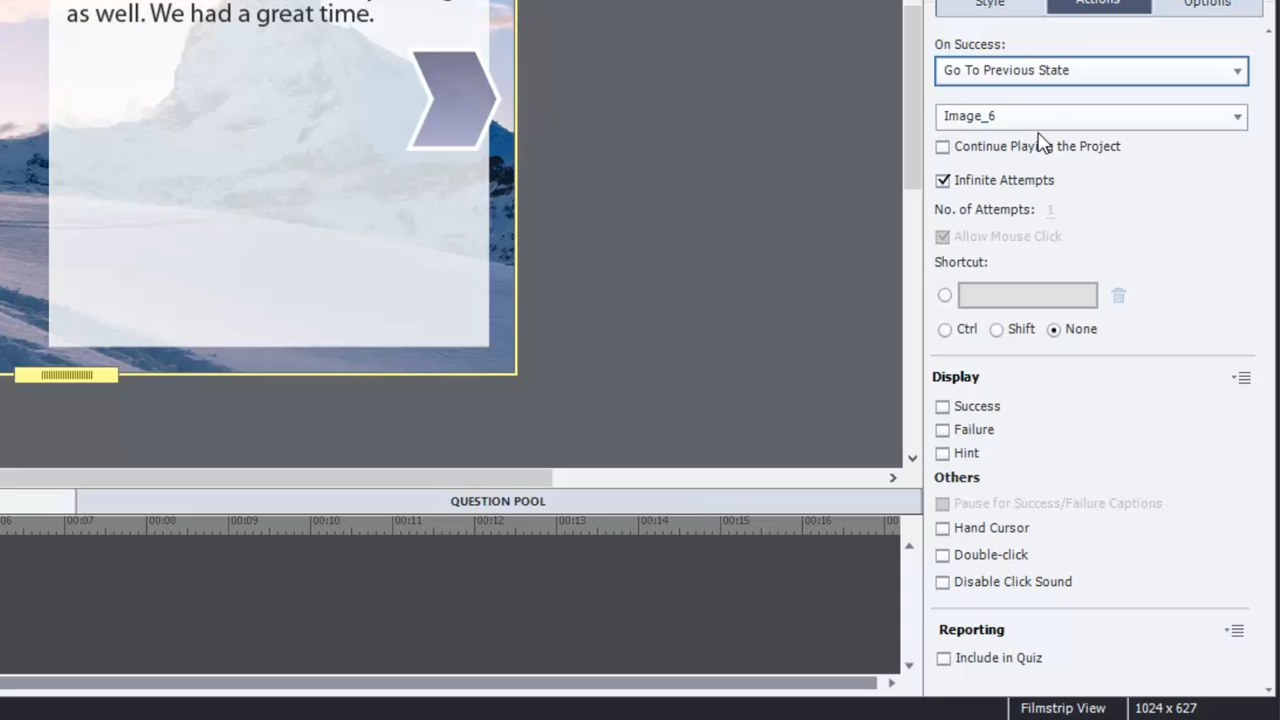 as well. We had a great time.
Style
Actions
Options
On Success:
Go To Previous State
Image_6
Continue Playing the Project
Infinite Attempts
No. of Attempts: 1
Allow Mouse Click
Shortcut:
Ctrl
Shift
None
Display
Success
Failure
Hint
Others
Pause for Success/Failure Captions
Hand Cursor
Double-click
Disable Click Sound
Reporting
Include in Quiz
QUESTION POOL
06 00:07 00:08 00:09 00:10 00:11 00:12 00:13 00:14 00:15 00:16 00
Filmstrip View
1024 x 627